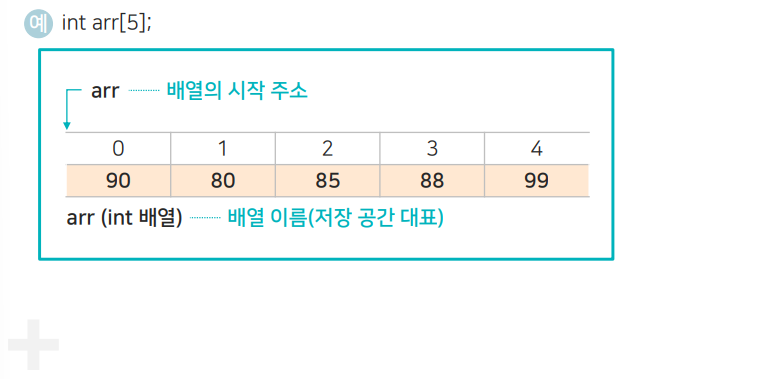 예 int arr[5];
arr 배열의 시작 주소
0 1 2 3 4
90 80 85 88 99
arr (int 배열) 배열 이름(저장 공간 대표)